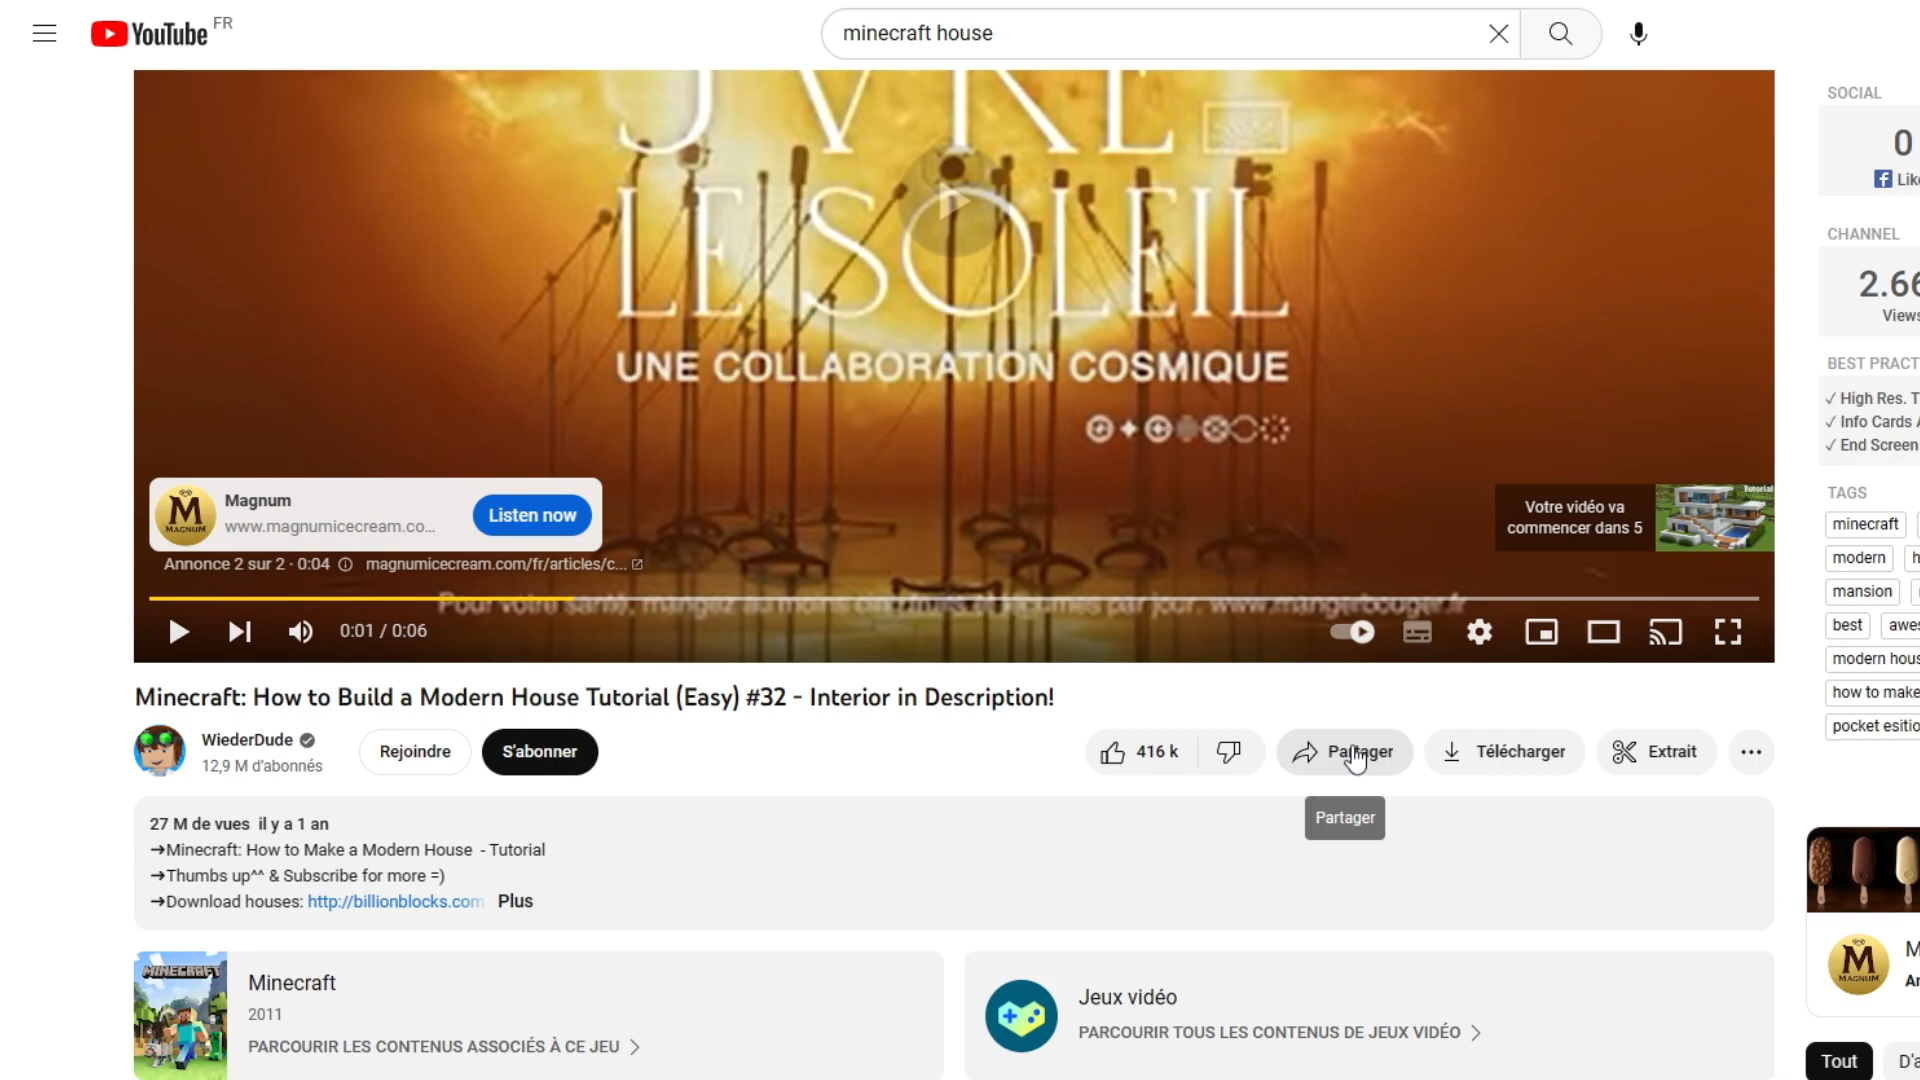 YouTube FR
minecraft house
LE SOLEIL
UNE COLLABORATION COSMIQUE
Magnum
www.magnumicecream.co...
Listen now
MAGNUM
Votre vidéo va
commencer dans 5
Tutorial
Annonce 2 sur 2 · 0:04
magnumicecream.com/fr/articles/c...
Pour votre santé, mangez au moins cinq fruits et légumes par jour. www.mangerbouger.fr
0:01 / 0:06
Minecraft: How to Build a Modern House Tutorial (Easy) #32 - Interior in Description!
WiederDude
12,9 M d'abonnés
Rejoindre
S'abonner
416 k
Partager
Télécharger
Extrait
Partager
27 M de vues il y a 1 an
→Minecraft: How to Make a Modern House - Tutorial
→Thumbs up^^ & Subscribe for more =)
→Download houses: http://billionblocks.com Plus
MINECRAFT
Minecraft
2011
PARCOURIR LES CONTENUS ASSOCIÉS À CE JEU
Jeux vidéo
PARCOURIR TOUS LES CONTENUS DE JEUX VIDÉO
SOCIAL
0
Like
CHANNEL
2.66
Views
BEST PRACT
✓ High Res. T
✓ Info Cards A
✓ End Screen
TAGS
minecraft
modern h
mansion
best awes
modern hous
how to make
pocket esitio
M
MAGNUM
An
Tout D'a